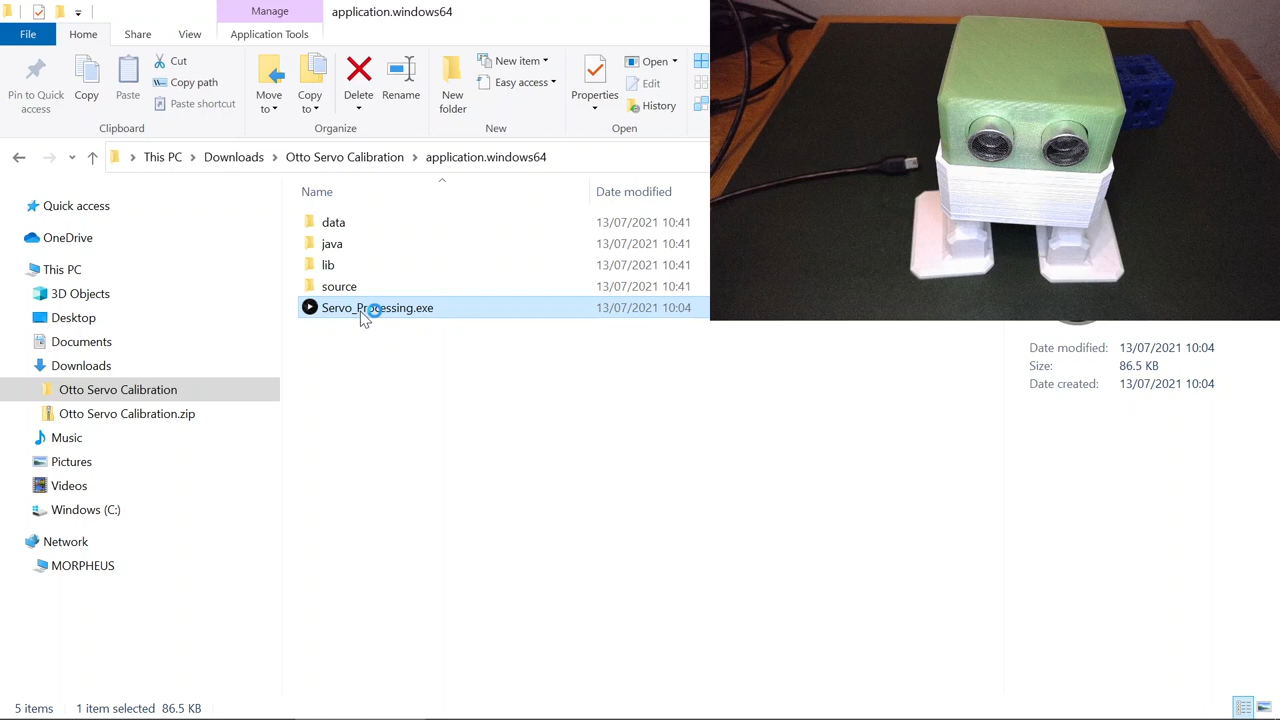 Manage
application.windows64
File
Home
Share
View
Application Tools
in to Quick
access
Copy
Paste
Cut
Copy path
Paste shortcut
Clipboard
Move
to
Copy
to
Delete
Rename
Organize
New
folder
New item
Easy access
New
Properties
Open
Edit
History
Open
This PC
Downloads
Otto Servo Calibration
application.windows64
Name
Date modified
data
13/07/2021 10:41
java
13/07/2021 10:41
lib
13/07/2021 10:41
source
13/07/2021 10:41
Servo_Processing.exe
13/07/2021 10:04
Quick access
OneDrive
This PC
3D Objects
Desktop
Documents
Downloads
Otto Servo Calibration
Otto Servo Calibration.zip
Music
Pictures
Videos
Windows (C:)
Network
MORPHEUS
Date modified: 13/07/2021 10:04
Size: 86.5 KB
Date created: 13/07/2021 10:04
5 items
1 item selected 86.5 KB